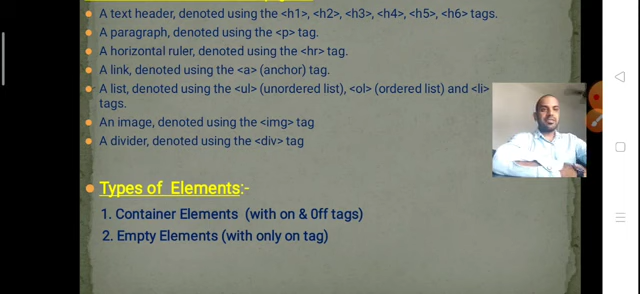 A text header, denoted using the <h1>, <h2>, <h3>, <h4>, <h5>, <h6> tags.
A paragraph, denoted using the <p> tag.
A horizontal ruler, denoted using the <hr> tag.
A link, denoted using the <a> (anchor) tag.
A list, denoted using the <ul> (unordered list), <ol> (ordered list) and <li>
tags.
An image, denoted using the <img> tag
A divider, denoted using the <div> tag
Types of Elements:-
1. Container Elements (with on & 0ff tags)
2. Empty Elements (with only on tag)